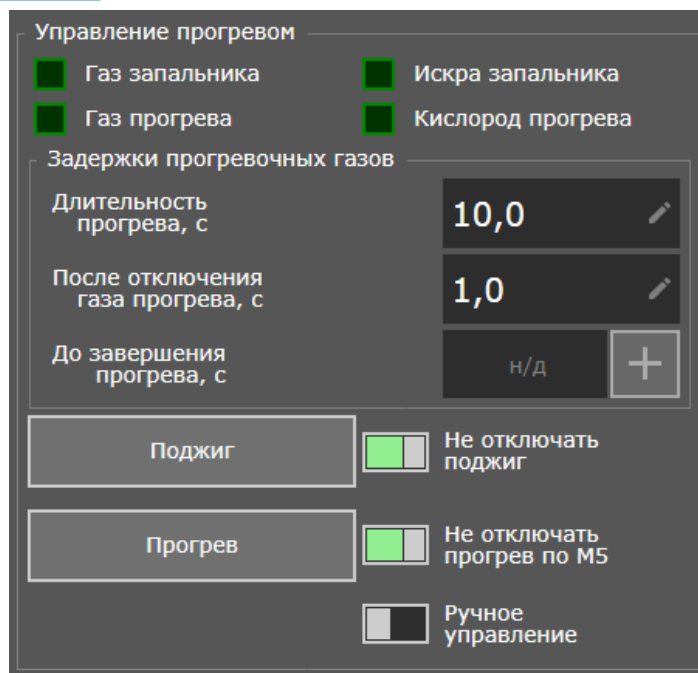 Управление прогревом
Газ запальника
Искра запальника
Газ прогрева
Кислород прогрева
Задержки прогревочных газов
Длительность
прогрева, с
10,0
После отключения
газа прогрева, с
1,0
До завершения
прогрева, с
н/д
+
Поджиг
Не отключать
поджиг
Прогрев
Не отключать
прогрев по М5
Ручное
управление